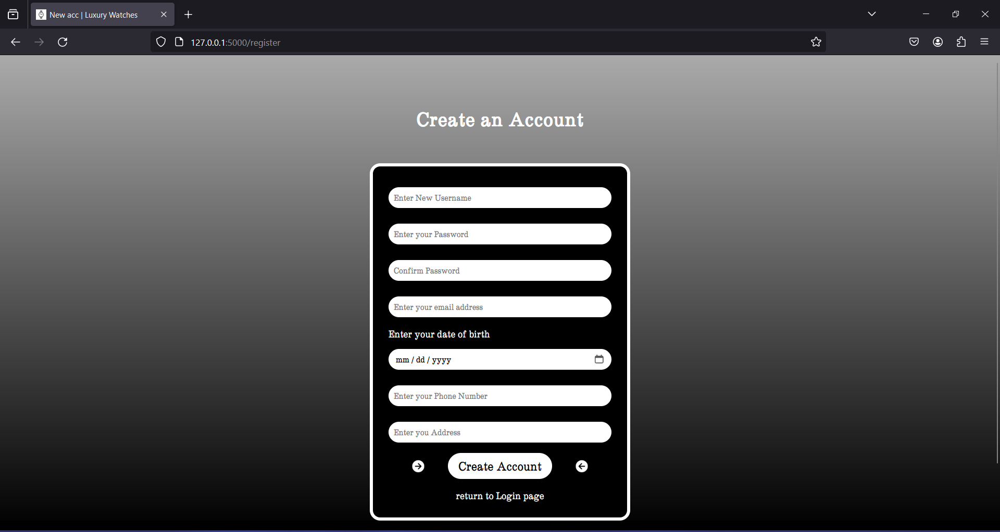 New acc | Luxury Watches
127.0.0.1:5000/register
Create an Account
Enter New Username
Enter your Password
Confirm Password
Enter your email address
Enter your date of birth
mm / dd / yyyy
Enter your Phone Number
Enter you Address
Create Account
return to Login page